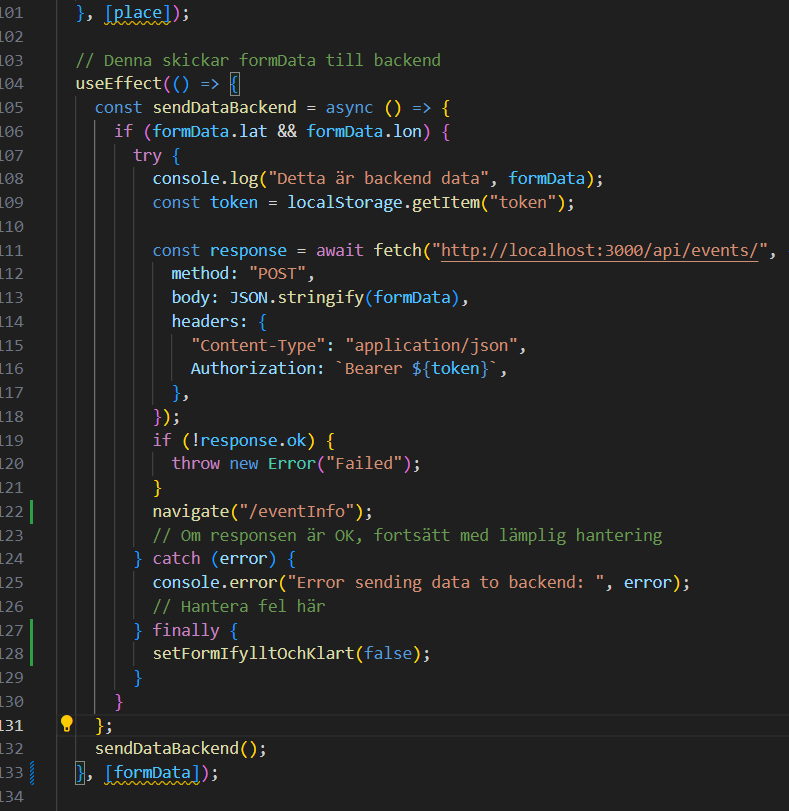 101 }, [place]);
102
103 // Denna skickar formData till backend
104 useEffect(() => {
105 const sendDataBackend = async () => {
106 if (formData.lat && formData.lon) {
107 try {
108 console.log("Detta är backend data", formData);
109 const token = localStorage.getItem("token");
110
111 const response = await fetch("http://localhost:3000/api/events/",
112 method: "POST",
113 body: JSON.stringify(formData),
114 headers: {
115 "Content-Type": "application/json",
116 Authorization: `Bearer ${token}`,
117 },
118 });
119 if (!response.ok) {
120 throw new Error("Failed");
121 }
122 navigate("/eventInfo");
123 // Om responsen är OK, fortsätt med lämplig hantering
124 } catch (error) {
125 console.error("Error sending data to backend: ", error);
126 // Hantera fel här
127 } finally {
128 setFormIfylltOchKlart(false);
129 }
130 }
131 };
132 sendDataBackend();
133 }, [formData]);
134